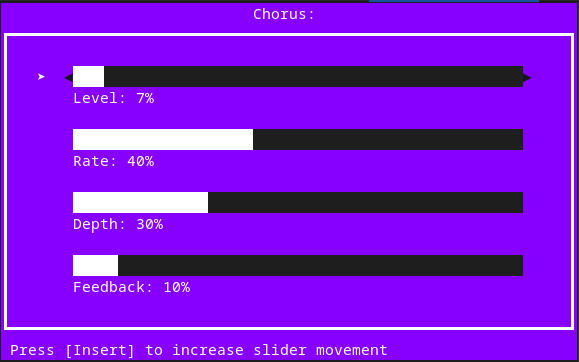 Chorus:
Level: 7%
Rate: 40%
Depth: 30%
Feedback: 10%
Press [Insert] to increase slider movement